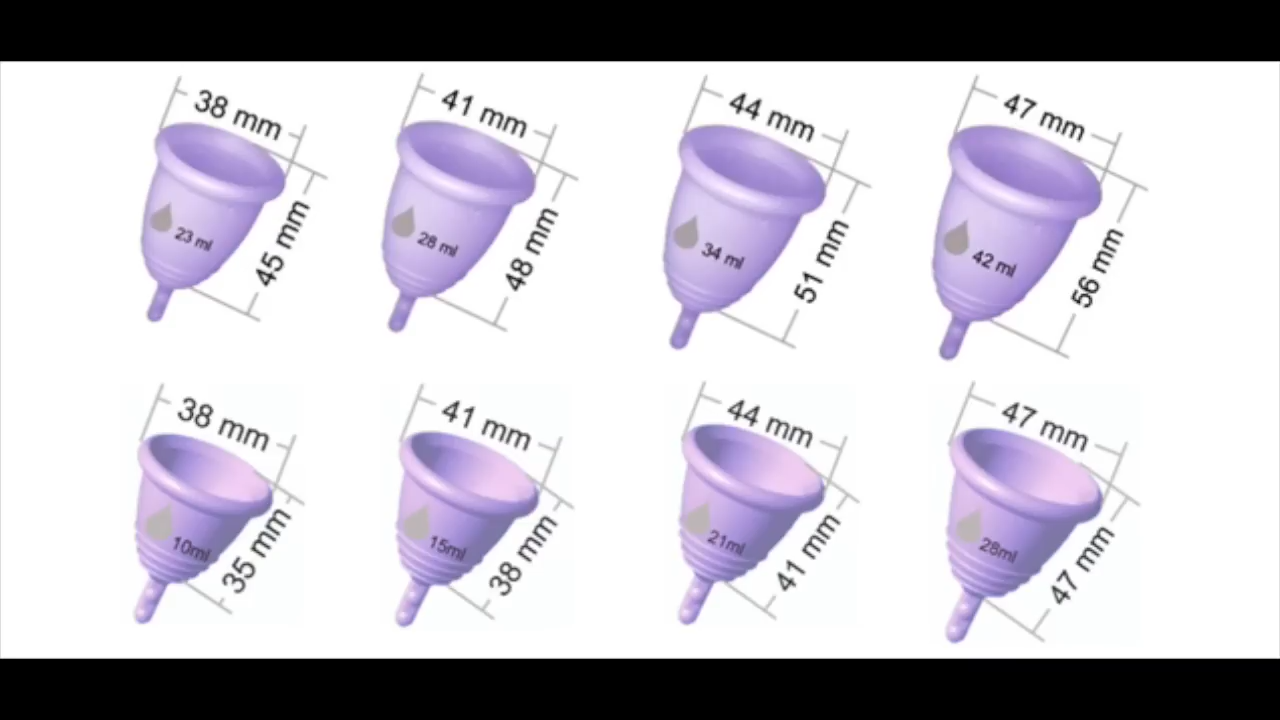 38 mm
23 ml
45 mm
41 mm
28 ml
48 mm
44 mm
34 ml
51 mm
47 mm
42 ml
56 mm
38 mm
10ml
35 mm
41 mm
15ml
38 mm
44 mm
21ml
41 mm
47 mm
28ml
47 mm